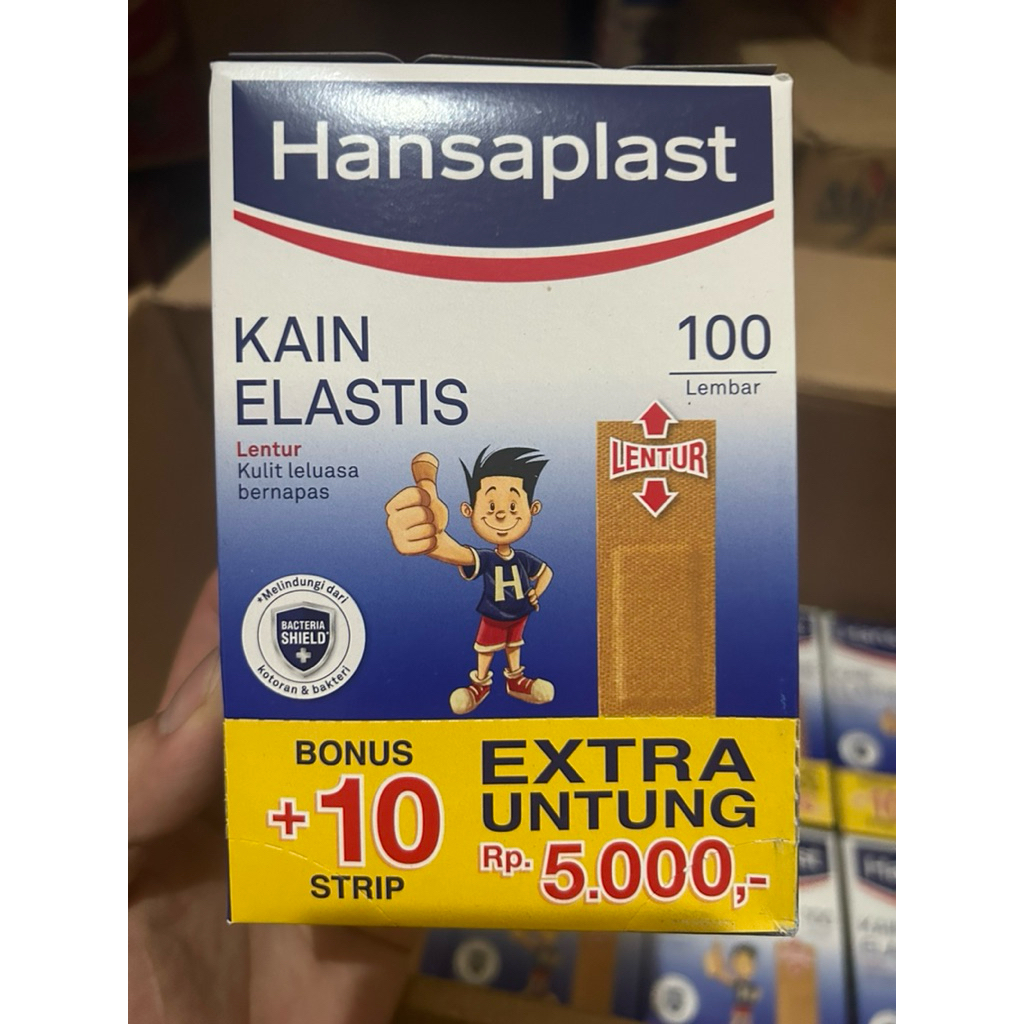 Hansaplast
KAIN
ELASTIS
100
Lembar
Lentur
Kulit leluasa
bernapas
LENTUR
H
*Melindungi dari
BACTERIA
SHIELD
kotoran & bakteri
BONUS
+10
STRIP
EXTRA
UNTUNG
Rp. 5.000,-